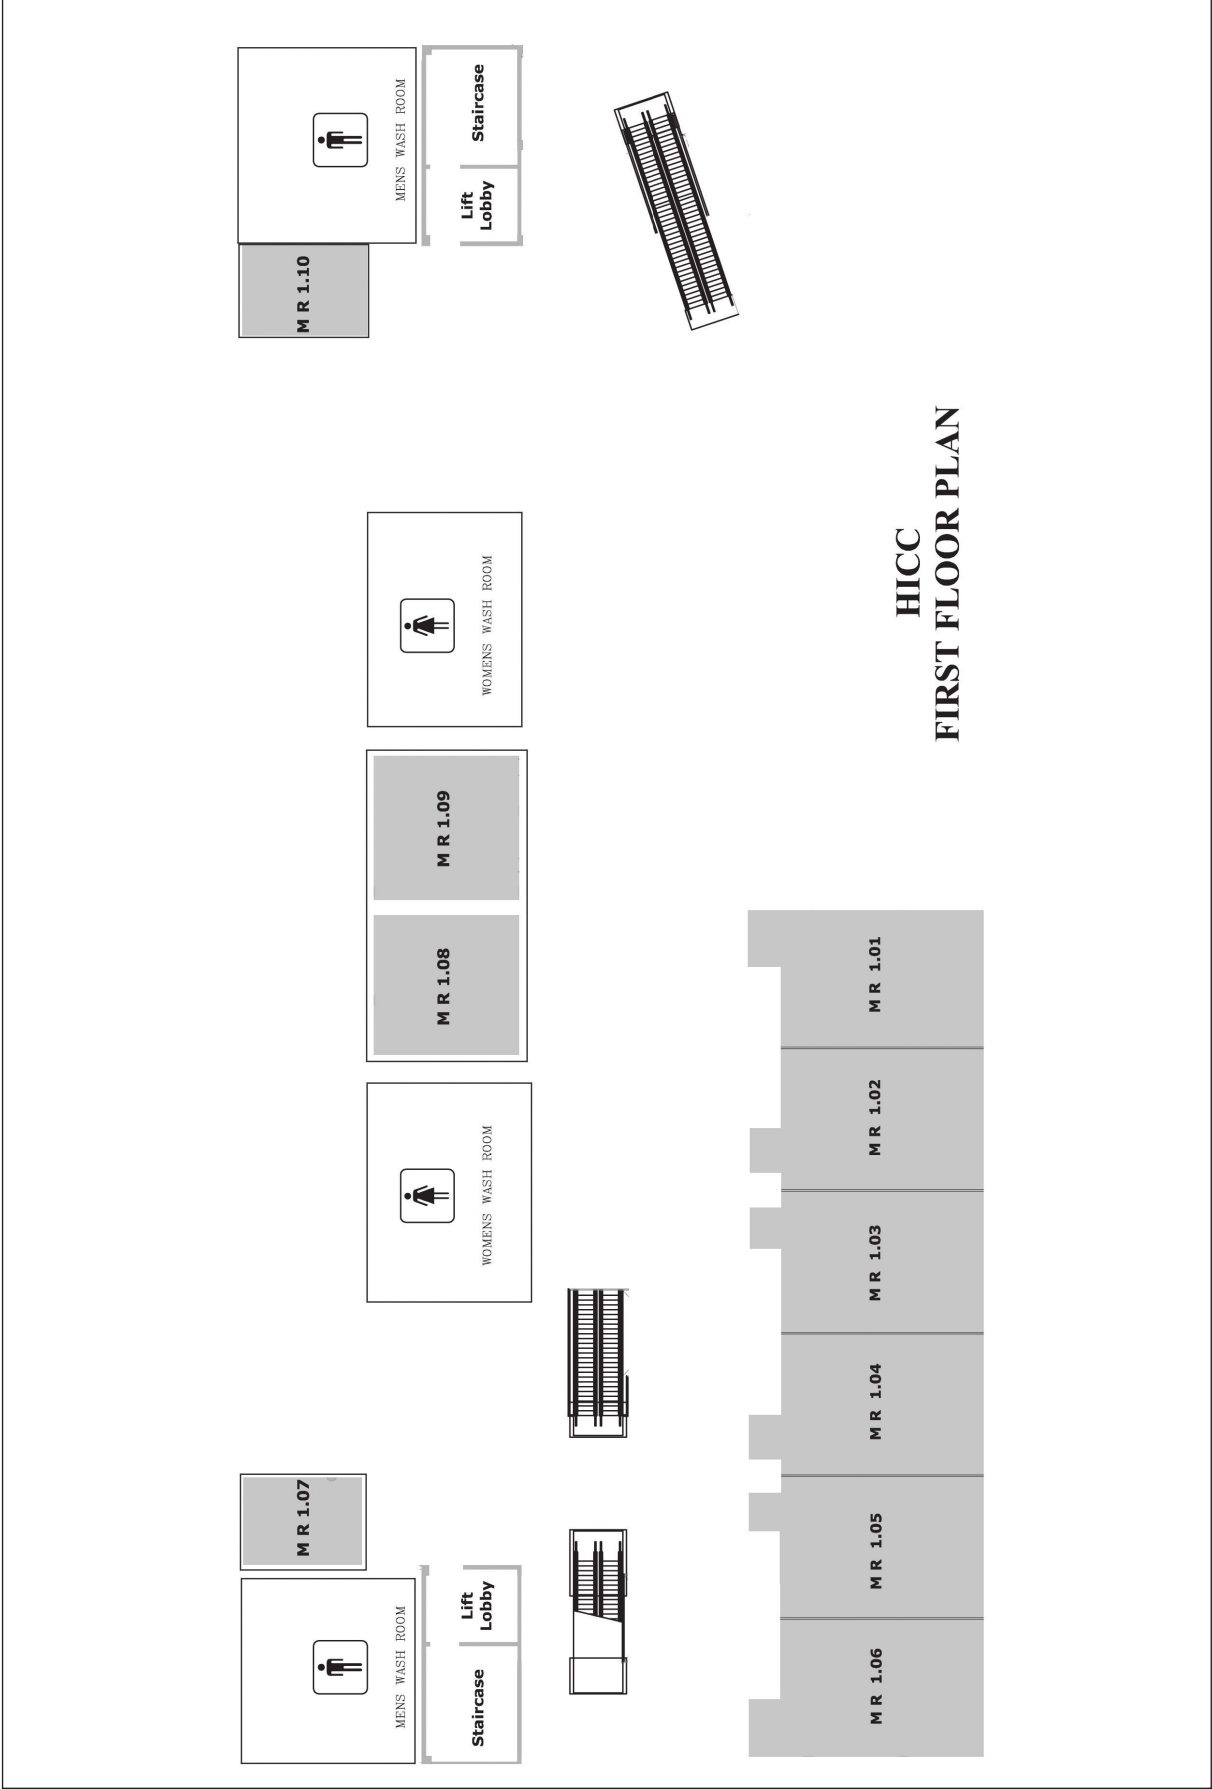 MENS WASH ROOM
Staircase
Lift
Lobby
M R 1.07
WOMENS WASH ROOM
M R 1.08
M R 1.09
WOMENS WASH ROOM
M R 1.10
MENS WASH ROOM
Lift
Lobby
Staircase
M R 1.06
M R 1.05
M R 1.04
M R 1.03
M R 1.02
M R 1.01
HICC
FIRST FLOOR PLAN